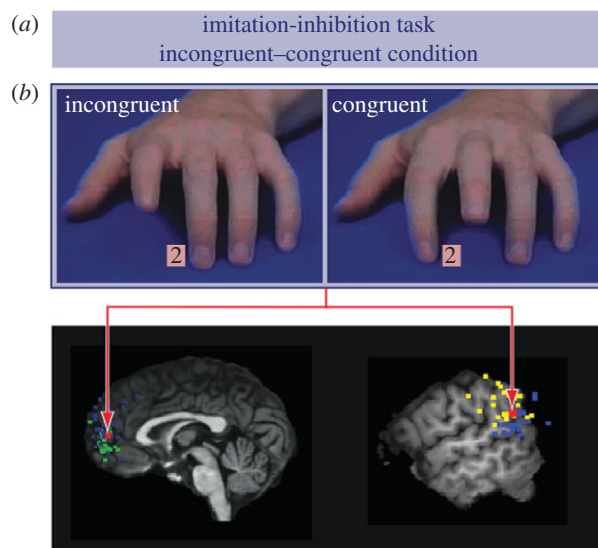 (a) imitation-inhibition task
incongruent–congruent condition
(b)
incongruent congruent
2 2